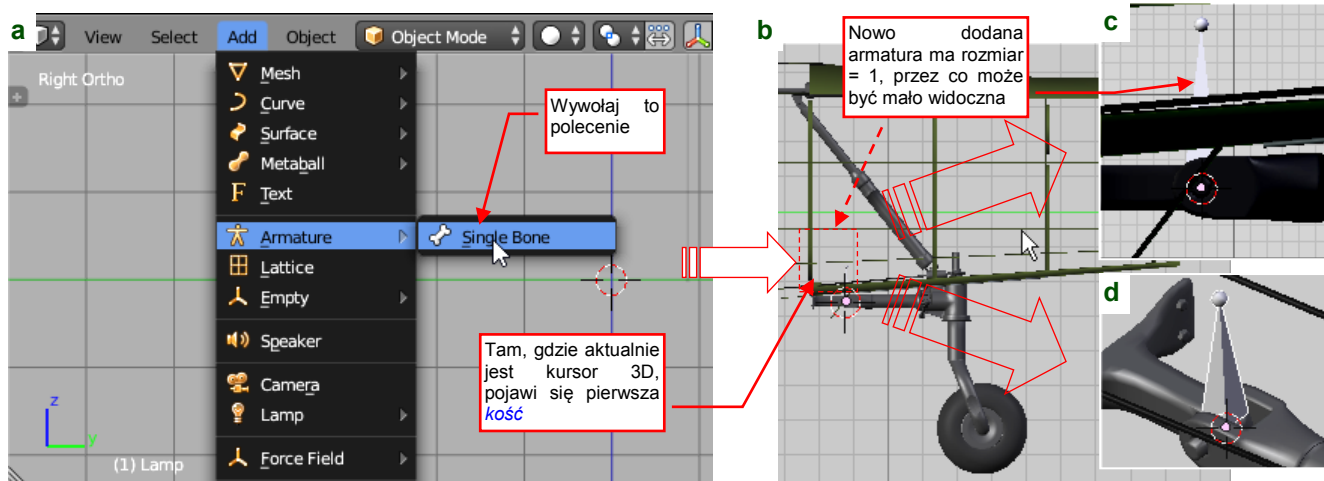 a
View Select Add Object Object Mode
Right Ortho
Mesh
Curve
Surface
Metaball
Text
Armature
Single Bone
Lattice
Empty
Speaker
Camera
Lamp
Force Field
z
y
(1) Lamp
Wywołaj to
polecenie
Tam, gdzie aktualnie
jest kursor 3D,
pojawi się pierwsza
kość
b
Nowo dodana
armatura ma rozmiar
= 1, przez co może
być mało widoczna
c
d